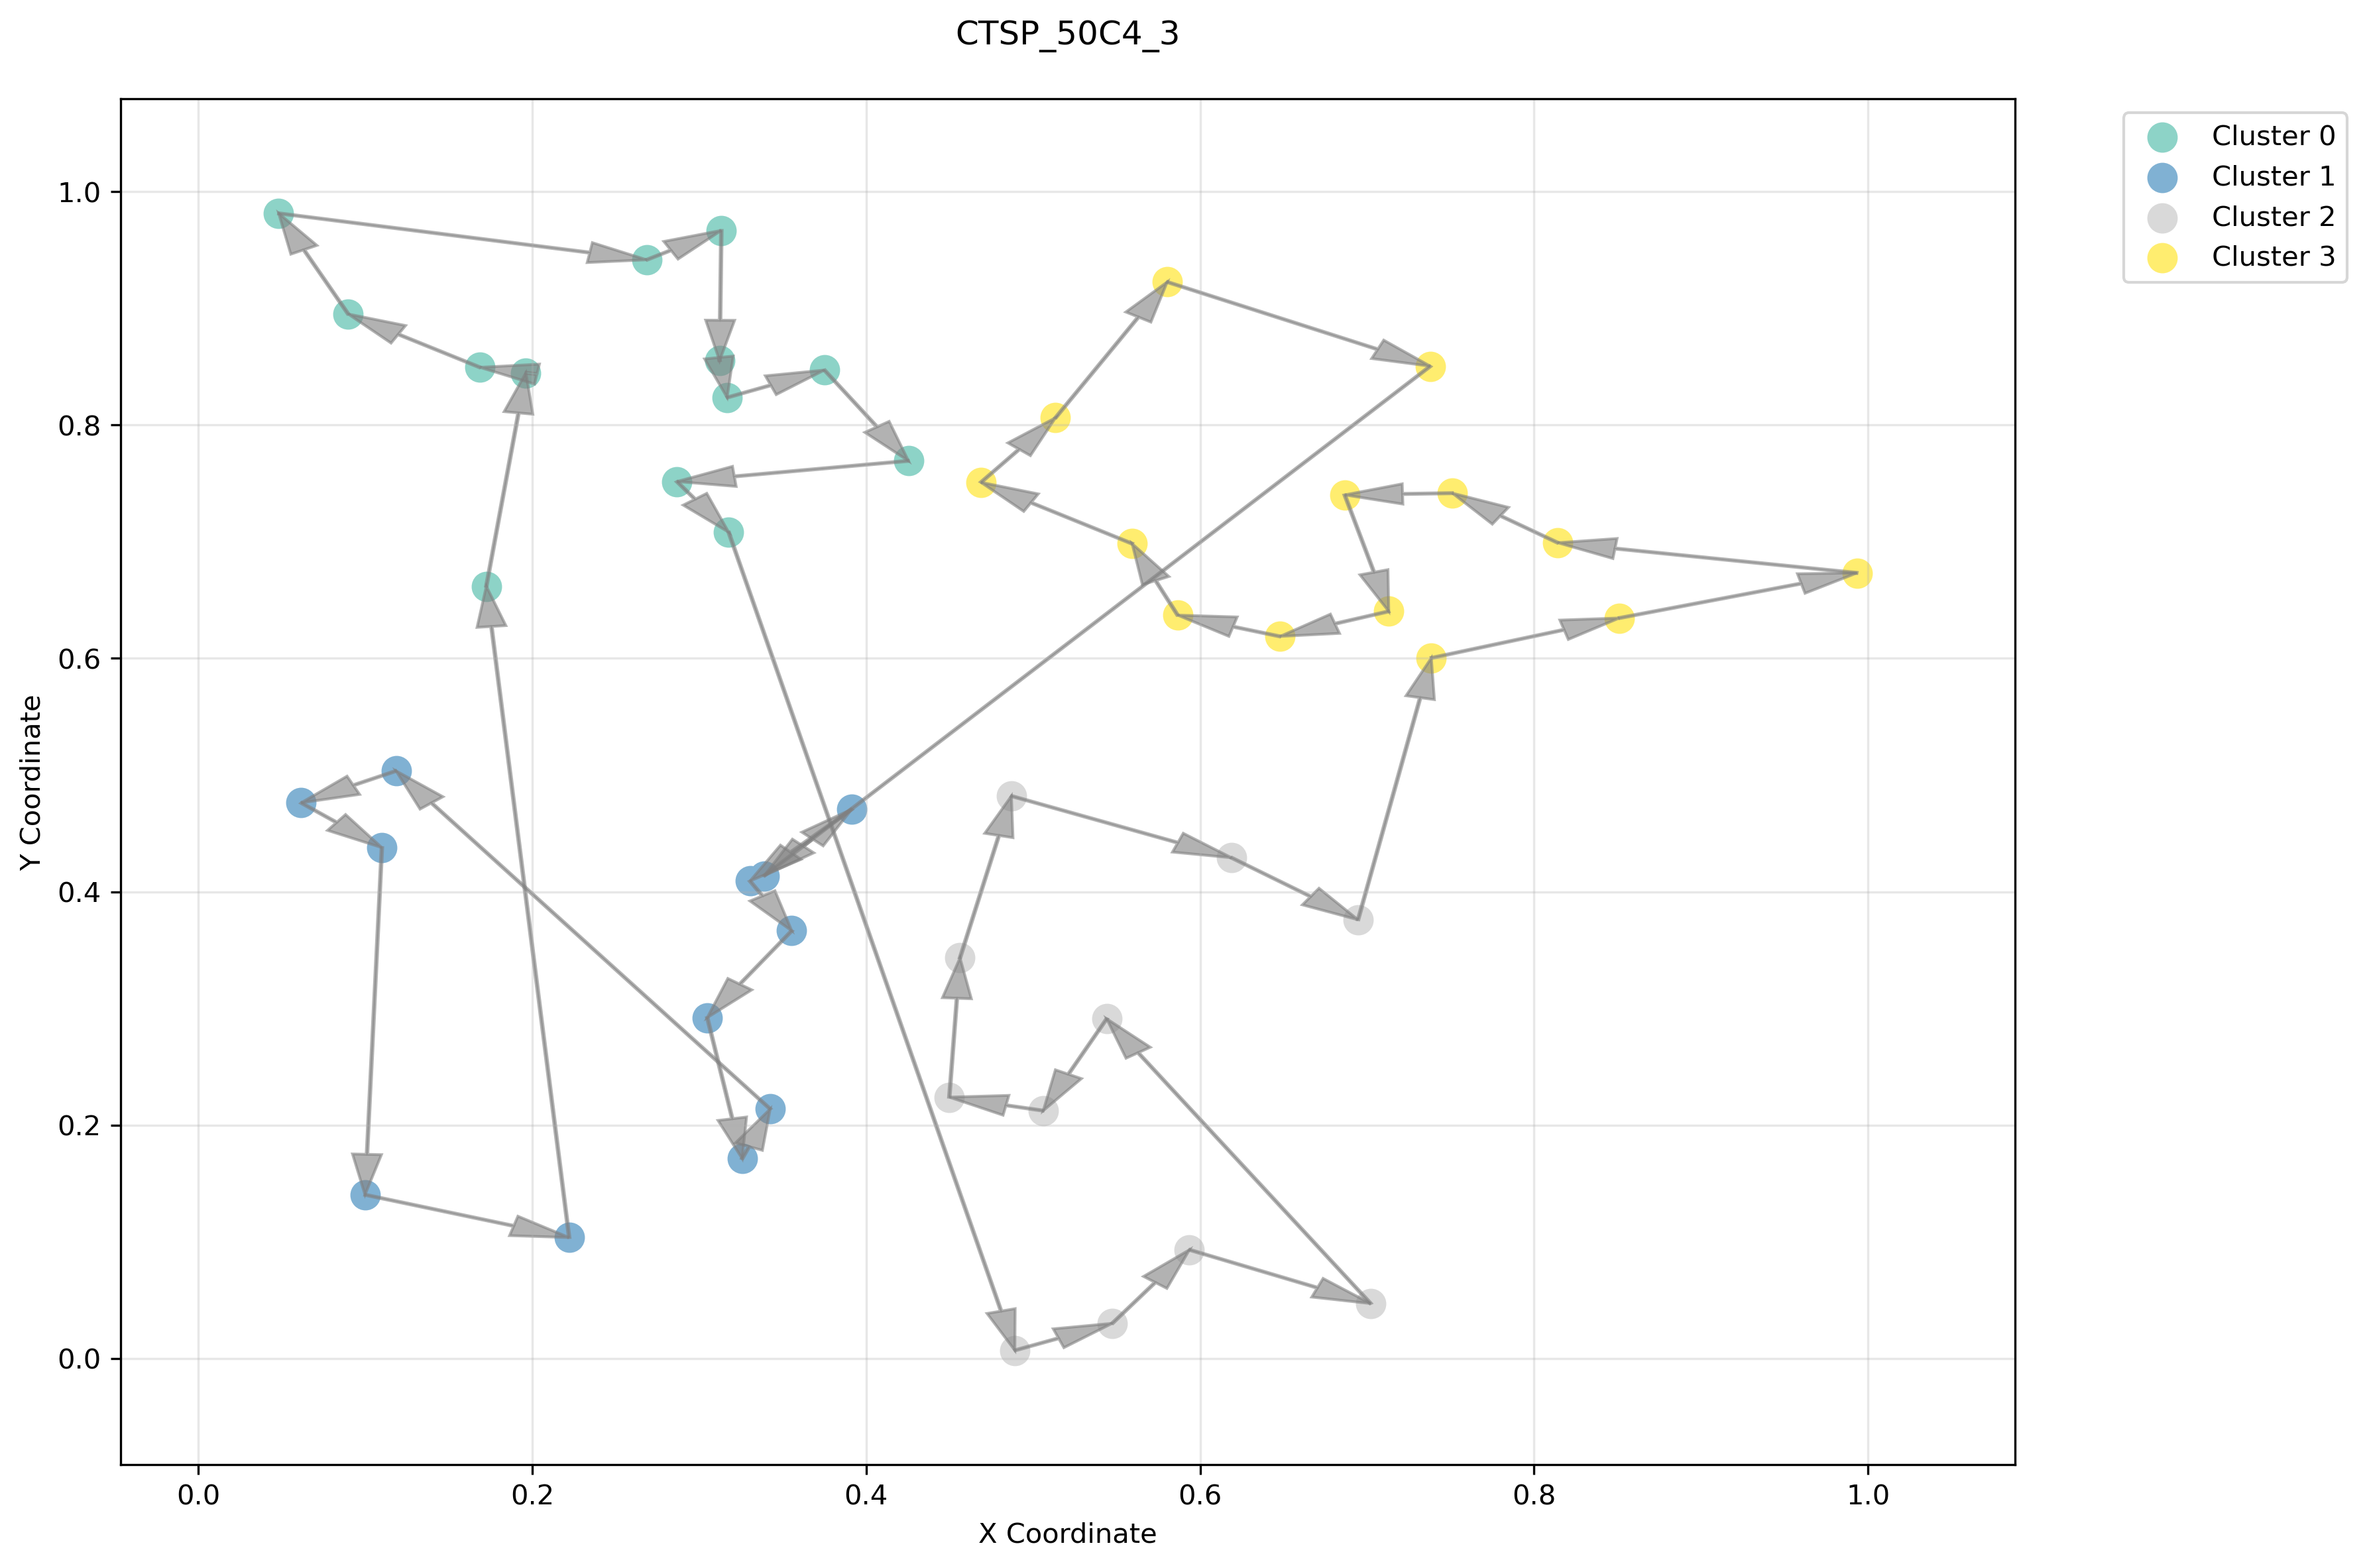 CTSP_50C4_3
Cluster 0
Cluster 1
Cluster 2
Cluster 3
1.0
0.8
0.6
0.4
0.2
0.0
Y Coordinate
0.0 0.2 0.4 0.6 0.8 1.0
X Coordinate